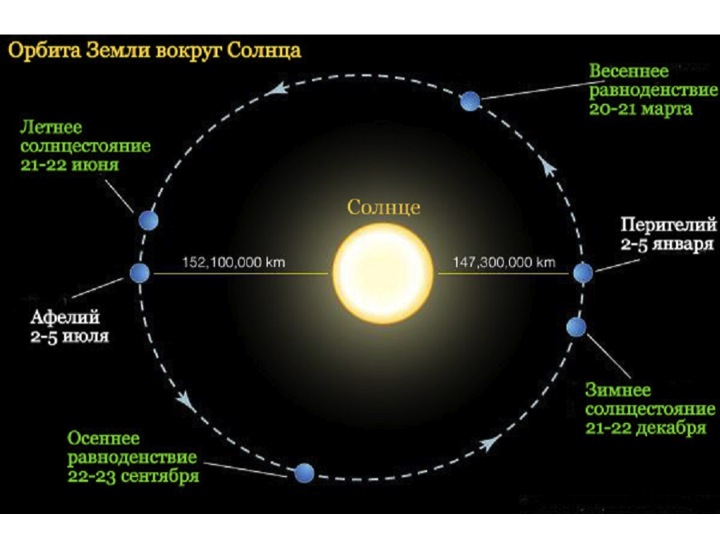 Орбита Земли вокруг Солнца
Весеннее
равноденствие
20-21 марта
Летнее
солнцестояние
21-22 июня
Солнце
Перигелий
2-5 января
152,100,000 km
147,300,000 km
Афелий
2-5 июля
Зимнее
солнцестояние
21-22 декабря
Осеннее
равноденствие
22-23 сентября